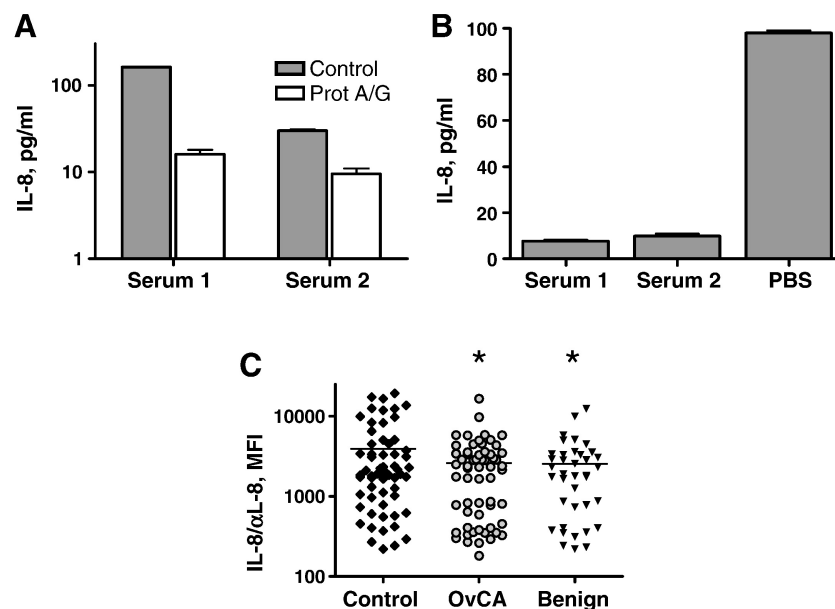 A
IL-8, pg/ml
100
10
1
Control
Prot A/G
Serum 1
Serum 2
B
IL-8, pg/ml
100
80
60
40
20
0
Serum 1
Serum 2
PBS
C
*
*
IL-8/αL-8, MFI
10000
1000
100
Control
OvCA
Benign